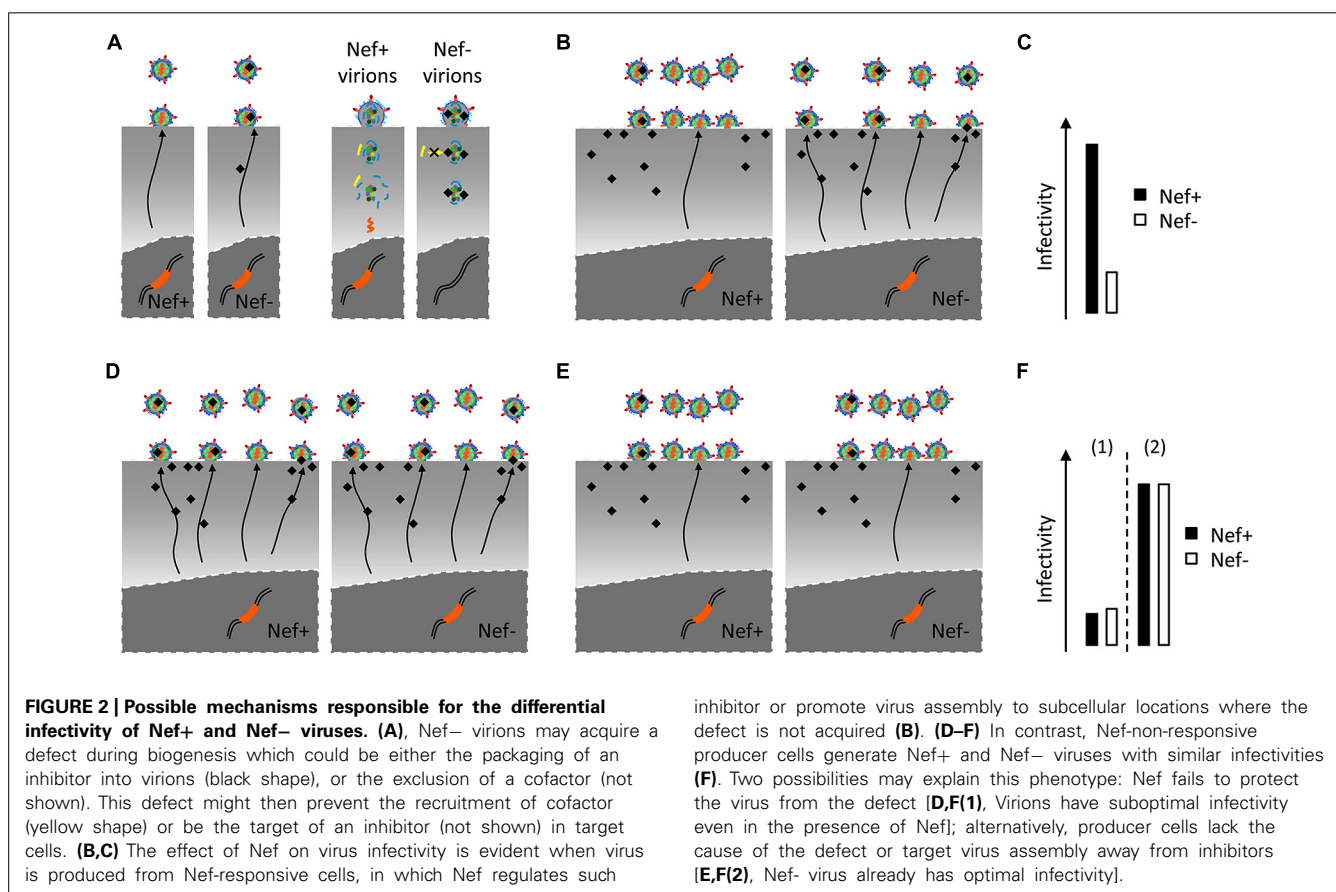 A
Nef+
virions
Nef-
virions
Nef+
Nef-
B
Nef+
Nef-
C
Infectivity
Nef+
Nef-
D
Nef+
Nef-
E
Nef+
Nef-
F
(1)
(2)
Infectivity
Nef+
Nef-
FIGURE 2 | Possible mechanisms responsible for the differential
infectivity of Nef+ and Nef− viruses. (A), Nef− virions may acquire a
defect during biogenesis which could be either the packaging of an
inhibitor into virions (black shape), or the exclusion of a cofactor (not
shown). This defect might then prevent the recruitment of cofactor
(yellow shape) or be the target of an inhibitor (not shown) in target
cells. (B,C) The effect of Nef on virus infectivity is evident when virus
is produced from Nef-responsive cells, in which Nef regulates such
inhibitor or promote virus assembly to subcellular locations where the
defect is not acquired (B). (D–F) In contrast, Nef-non-responsive
producer cells generate Nef+ and Nef− viruses with similar infectivities
(F). Two possibilities may explain this phenotype: Nef fails to protect
the virus from the defect [D,F(1), Virions have suboptimal infectivity
even in the presence of Nef]; alternatively, producer cells lack the
cause of the defect or target virus assembly away from inhibitors
[E,F(2), Nef- virus already has optimal infectivity].